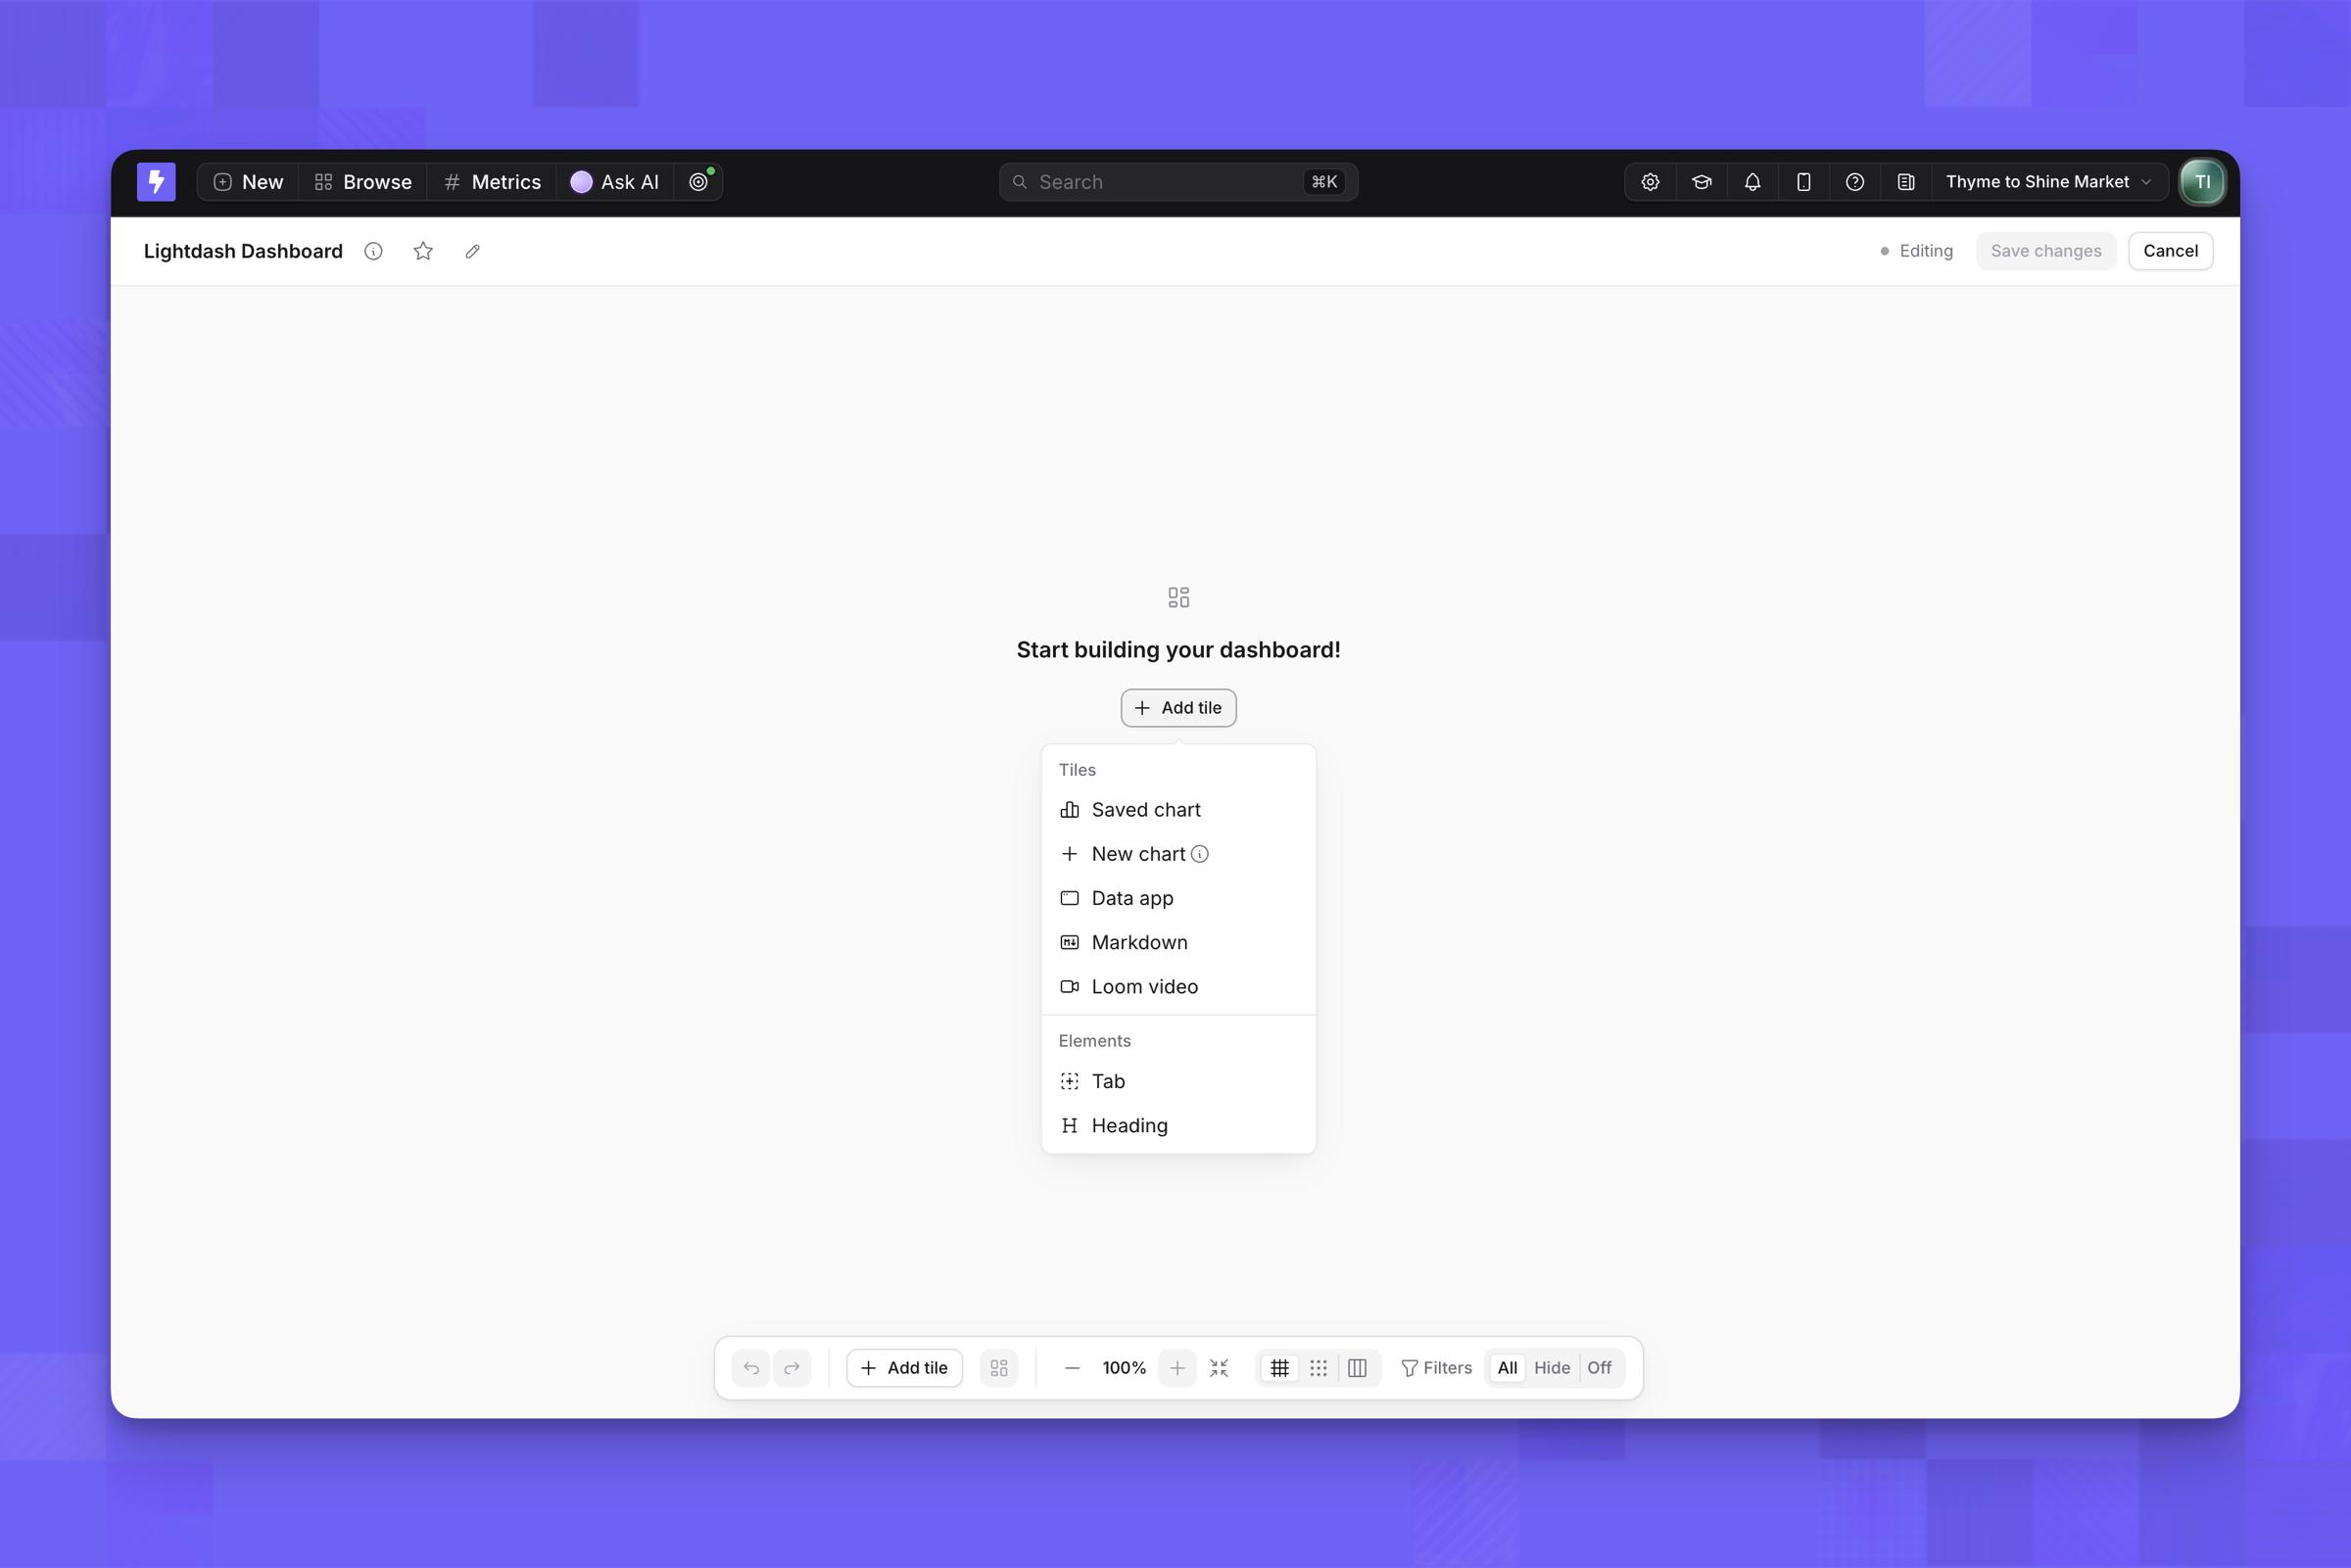 New Browse Metrics Ask AI Search ⌘K Thyme to Shine Market TI
Lightdash Dashboard Editing Save changes Cancel
Start building your dashboard!
Add tile
Tiles
Saved chart
New chart
Data app
Markdown
Loom video
Elements
Tab
Heading
Add tile 100% Filters All Hide Off